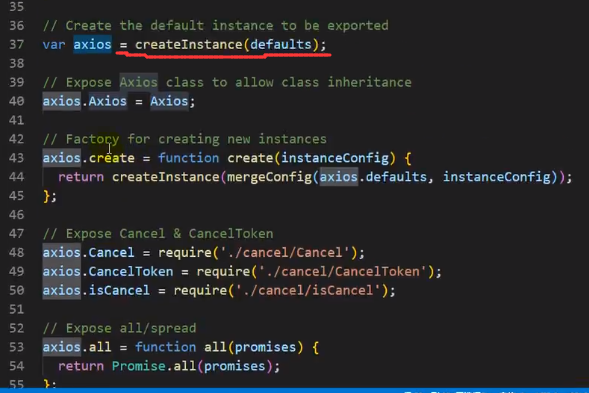 35
36 // Create the default instance to be exported
37 var axios = createInstance(defaults);
38
39 // Expose Axios class to allow class inheritance
40 axios.Axios = Axios;
41
42 // Factory for creating new instances
43 axios.create = function create(instanceConfig) {
44 return createInstance(mergeConfig(axios.defaults, instanceConfig));
45 };
46
47 // Expose Cancel & CancelToken
48 axios.Cancel = require('./cancel/Cancel');
49 axios.CancelToken = require('./cancel/CancelToken');
50 axios.isCancel = require('./cancel/isCancel');
51
52 // Expose all/spread
53 axios.all = function all(promises) {
54 return Promise.all(promises);
55 };